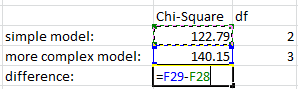 Chi-Square df
simple model: 122.79 2
more complex model: 140.15 3
difference: =F29-F28